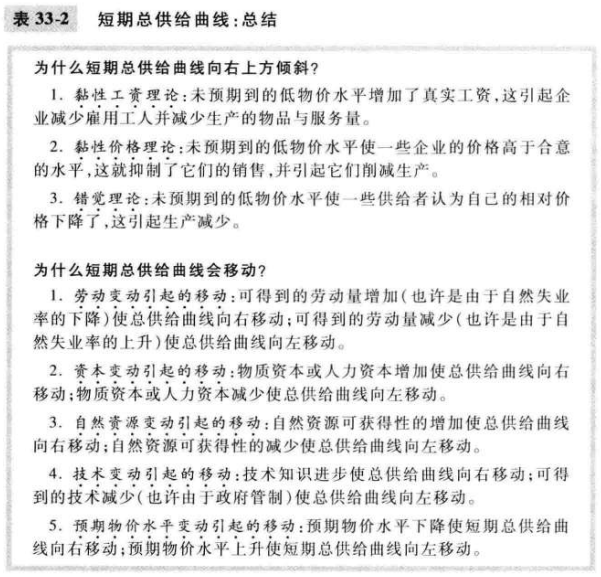 表 33-2 短期总供给曲线:总结
为什么短期总供给曲线向右上方倾斜?
1. 黏性工资理论:未预期到的低物价水平增加了真实工资,这引起企
业减少雇用工人并减少生产的物品与服务量。
2. 黏性价格理论:未预期到的低物价水平使一些企业的价格高于合意
的水平,这就抑制了它们的销售,并引起它们削减生产。
3. 错觉理论:未预期到的低物价水平使一些供给者认为自己的相对价
格下降了,这引起生产减少。
为什么短期总供给曲线会移动?
1. 劳动变动引起的移动:可得到的劳动量增加(也许是由于自然失业
率的下降)使总供给曲线向右移动;可得到的劳动量减少(也许是由于自
然失业率的上升)使总供给曲线向左移动。
2. 资本变动引起的移动:物质资本或人力资本增加使总供给曲线向右
移动;物质资本或人力资本减少使总供给曲线向左移动。
3. 自然资源变动引起的移动:自然资源可获得性的增加使总供给曲线
向右移动;自然资源可获得性的减少使总供给曲线向左移动。
4. 技术变动引起的移动:技术知识进步使总供给曲线向右移动;可得
到的技术减少(也许由于政府管制)使总供给曲线向左移动。
5. 预期物价水平变动引起的移动:预期物价水平下降使短期总供给曲
线向右移动;预期物价水平上升使短期总供给曲线向左移动。